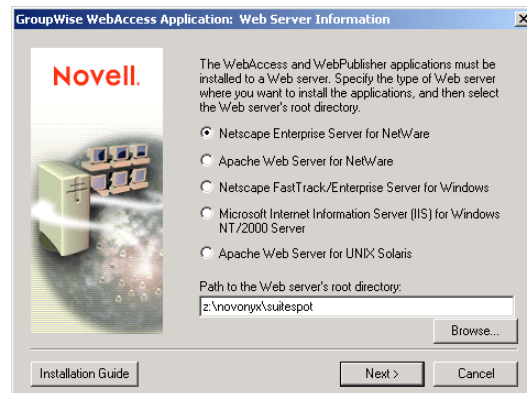 GroupWise WebAccess Application: Web Server Information
Novell.
The WebAccess and WebPublisher applications must be
installed to a Web server. Specify the type of Web server
where you want to install the applications, and then select
the Web server's root directory.
Netscape Enterprise Server for NetWare
Apache Web Server for NetWare
Netscape FastTrack/Enterprise Server for Windows
Microsoft Internet Information Server (IIS) for Windows
NT/2000 Server
Apache Web Server for UNIX Solaris
Path to the Web server's root directory:
z:\novonyx\suitespot
Browse...
Installation Guide
Next >
Cancel